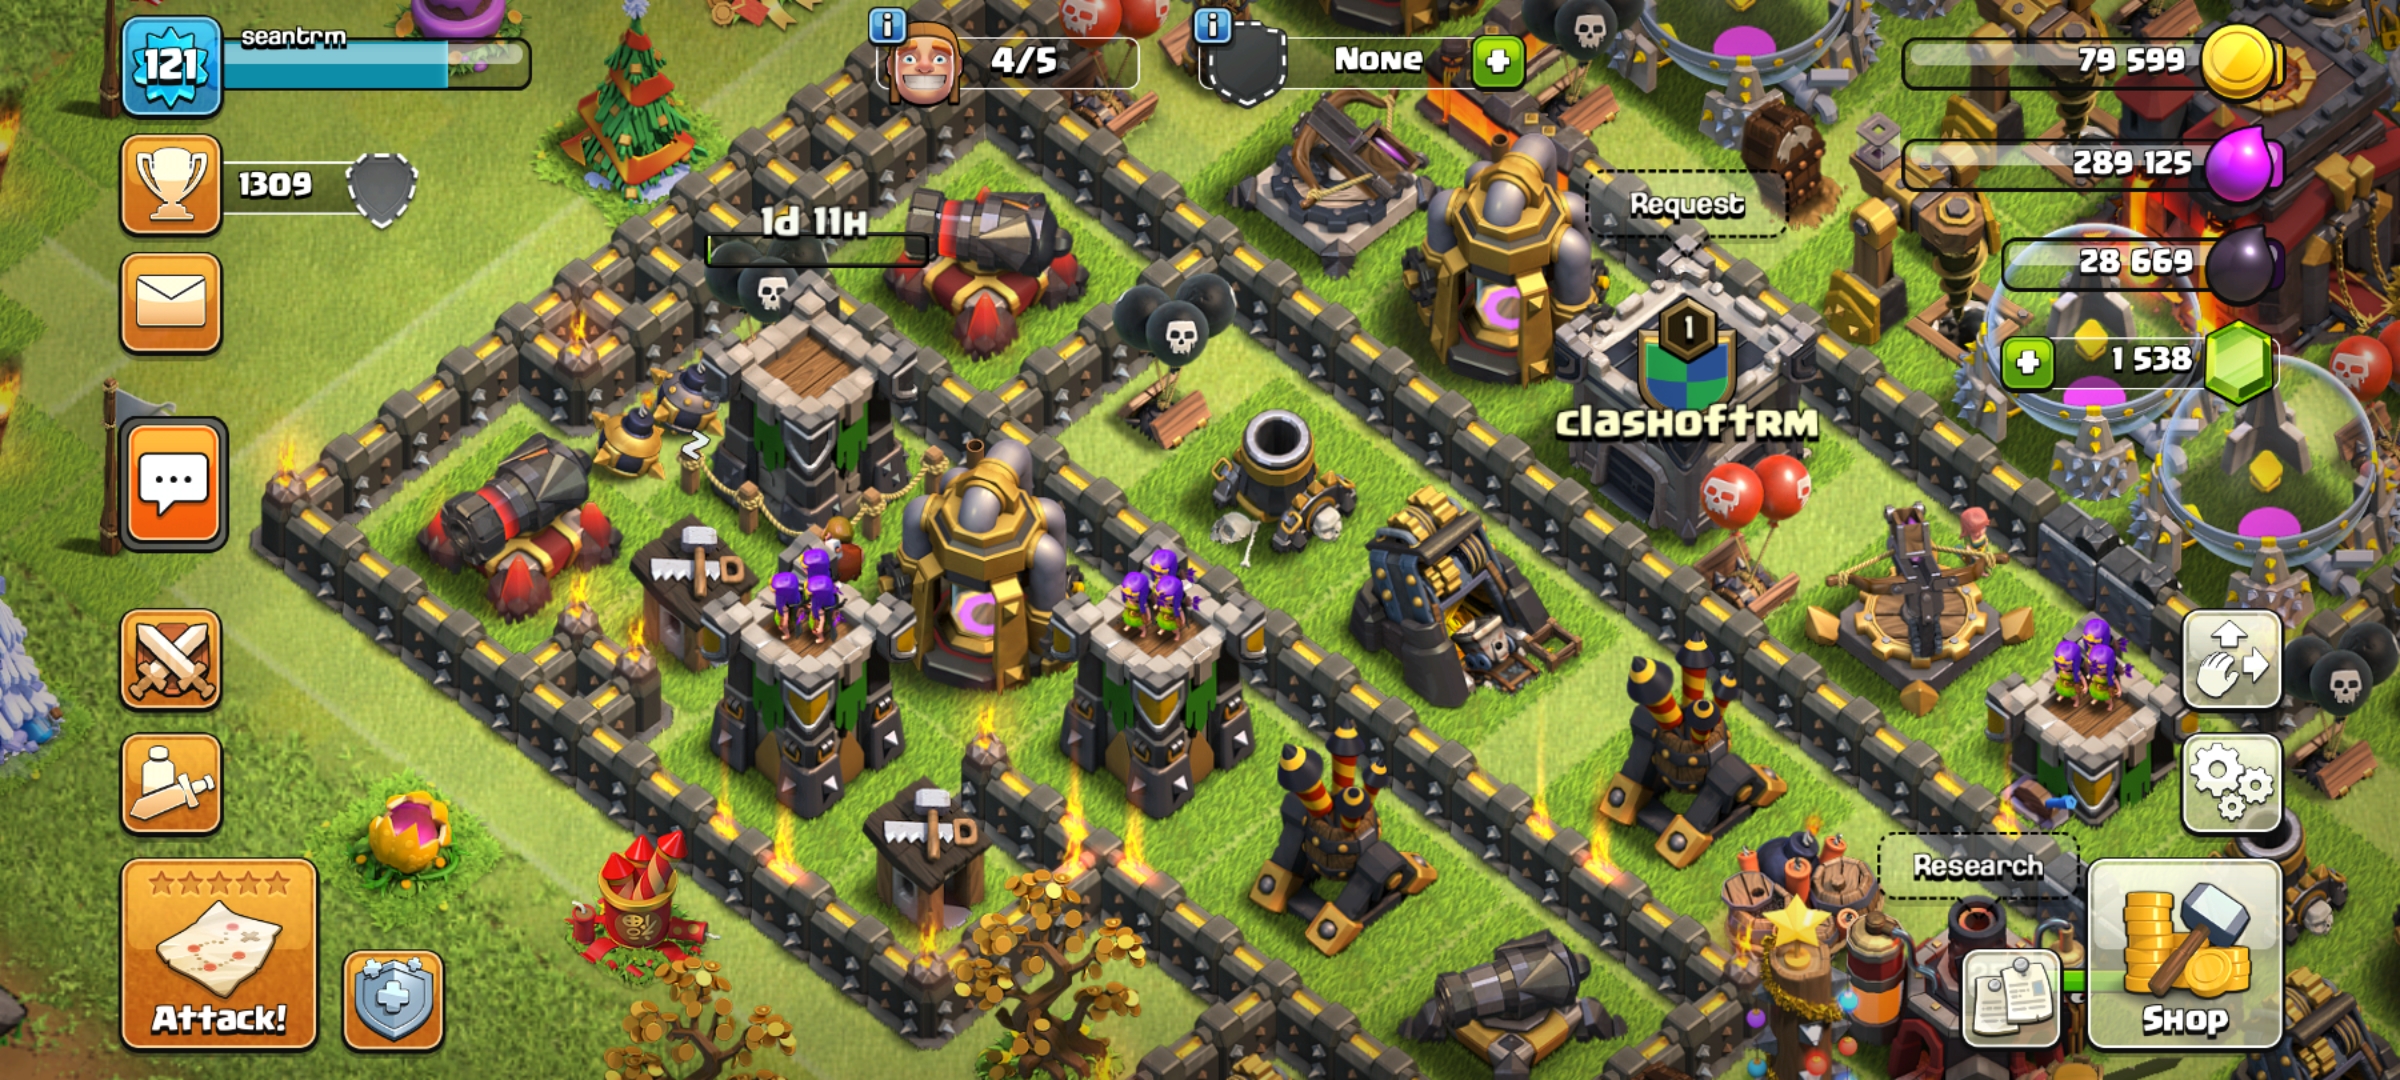 121
seantrm
4/5
None
79 599
1309
289 125
Request
1d 11H
28 669
1
1 538
clashoftrm
Research
Attack!
Shop